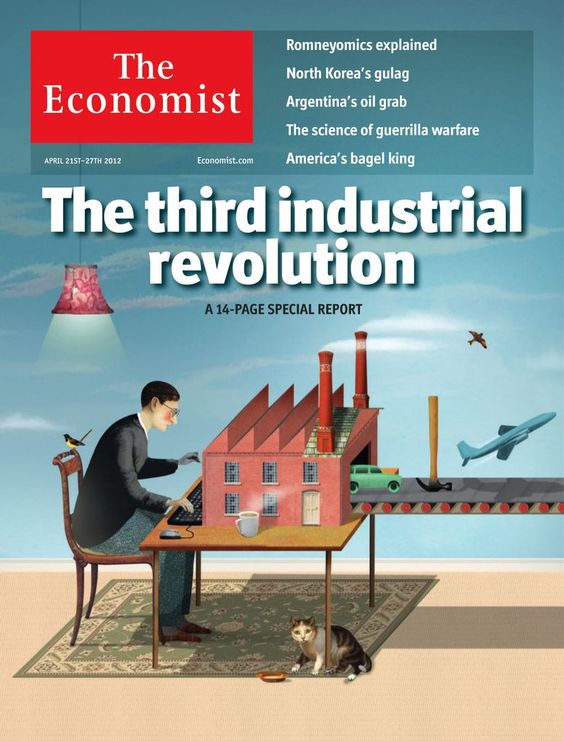 The
Economist
APRIL 21ST–27TH 2012
Economist.com
Romneyomics explained
North Korea's gulag
Argentina's oil grab
The science of guerrilla warfare
America's bagel king
The third industrial
revolution
A 14-PAGE SPECIAL REPORT